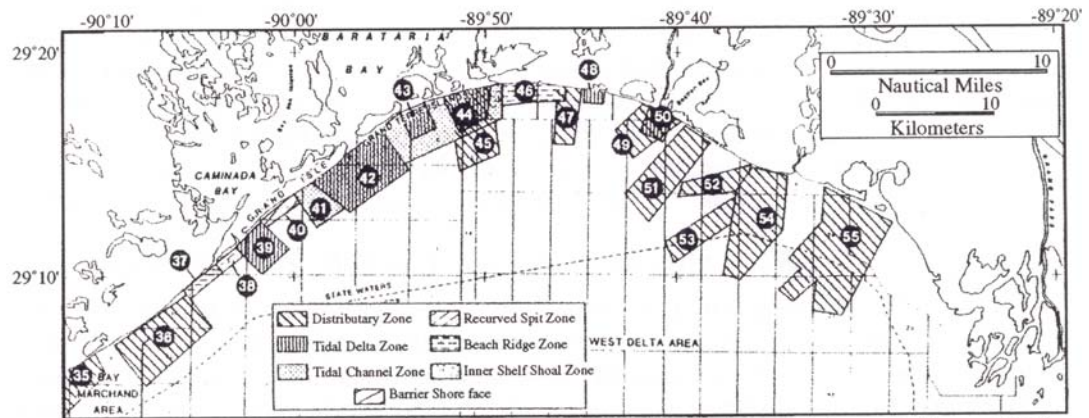 -90°10' -90°00' -89°50' -89°40' -89°30' -89°20'
29°20'
29°10'
BARATARIA
BAY
CAMINADA
BAY
GRAND ISLE
0 10
Nautical Miles
0 10
Kilometers
35
36
37
38
39
40
41
42
43
44
45
46
47
48
49
50
51
52
53
54
55
STATE WATERS
BAY
MARCHAND
AREA
WEST DELTA AREA
Distributary Zone
Recurved Spit Zone
Tidal Delta Zone
Beach Ridge Zone
Tidal Channel Zone
Inner Shelf Shoal Zone
Barrier Shore face